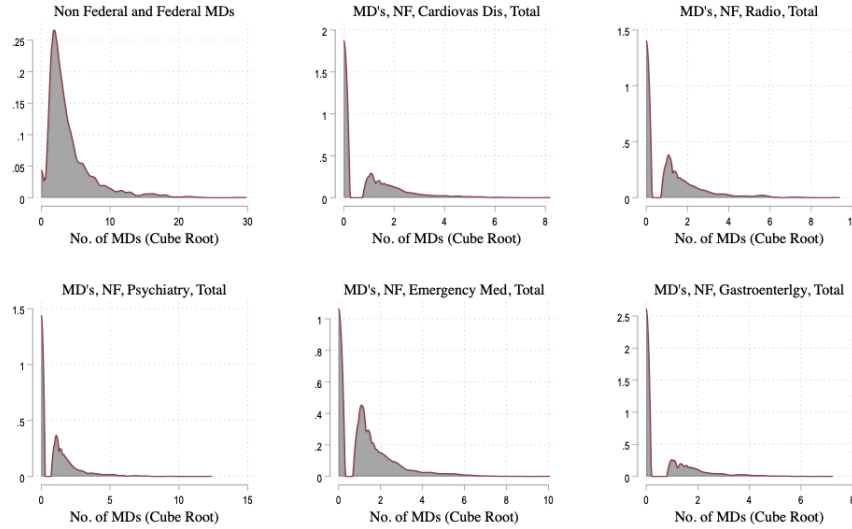 Non Federal and Federal MDs
.25
.2
.15
.1
.05
0
0 10 20 30
No. of MDs (Cube Root)
MD's, NF, Cardiovas Dis, Total
2
1.5
1
.5
0
0 2 4 6 8
No. of MDs (Cube Root)
MD's, NF, Radio, Total
1.5
1
.5
0
0 2 4 6 8
No. of MDs (Cube Root)
MD's, NF, Psychiatry, Total
1.5
1
.5
0
0 5 10 15
No. of MDs (Cube Root)
MD's, NF, Emergency Med, Total
1
.8
.6
.4
.2
0
0 2 4 6 8 10
No. of MDs (Cube Root)
MD's, NF, Gastroenterlgy, Total
2.5
2
1.5
1
.5
0
0 2 4 6 8
No. of MDs (Cube Root)